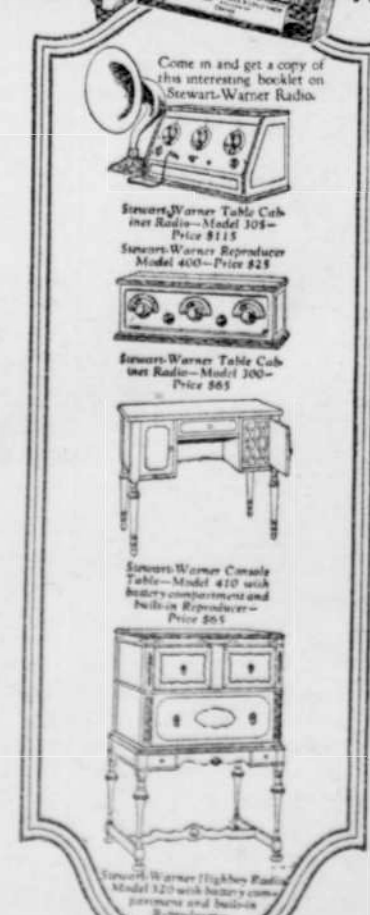 Come in and get a copy of
this interesting booklet on
Stewart-Warner Radio.
Stewart-Warner Table Cab-
inet Radio—Model 305—
Price $115
Stewart-Warner Reproducer
Model 400—Price $25
Stewart-Warner Table Cab-
inet Radio—Model 300—
Price $65
Stewart-Warner Console
Table—Model 410 with
battery compartment and
built-in Reproducer—
Price $65
Stewart-Warner Highboy Radio
Model 320 with battery com-
partment and built-in
Reproducer